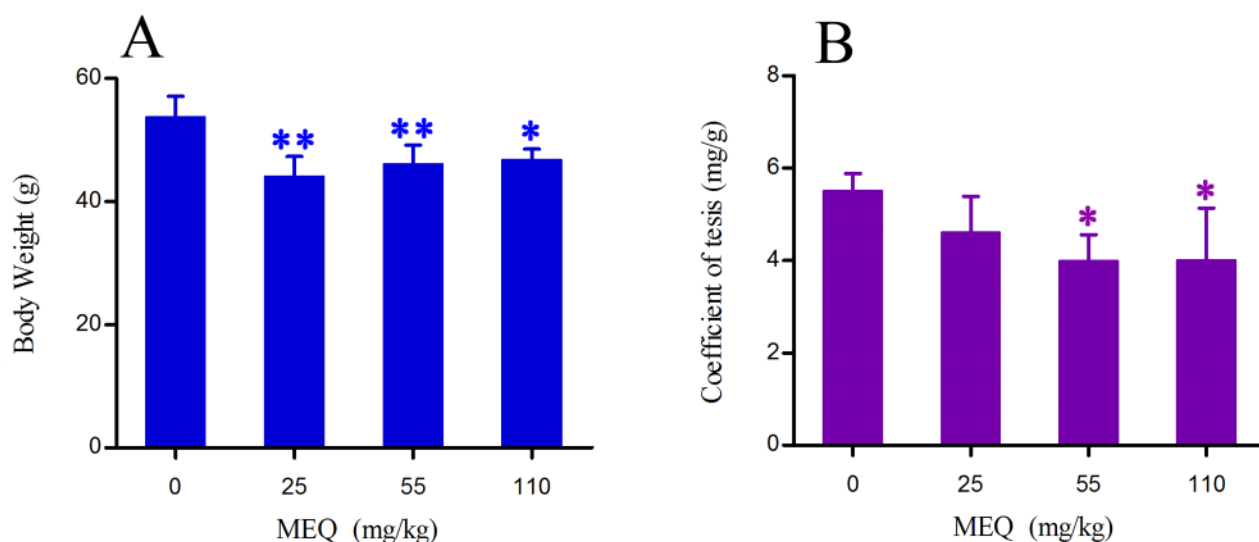 A
Body Weight (g)
60
40
20
0
**
**
*
0 25 55 110
MEQ (mg/kg)
B
Coefficient of tesis (mg/g)
8
6
4
2
0
*
*
0 25 55 110
MEQ (mg/kg)